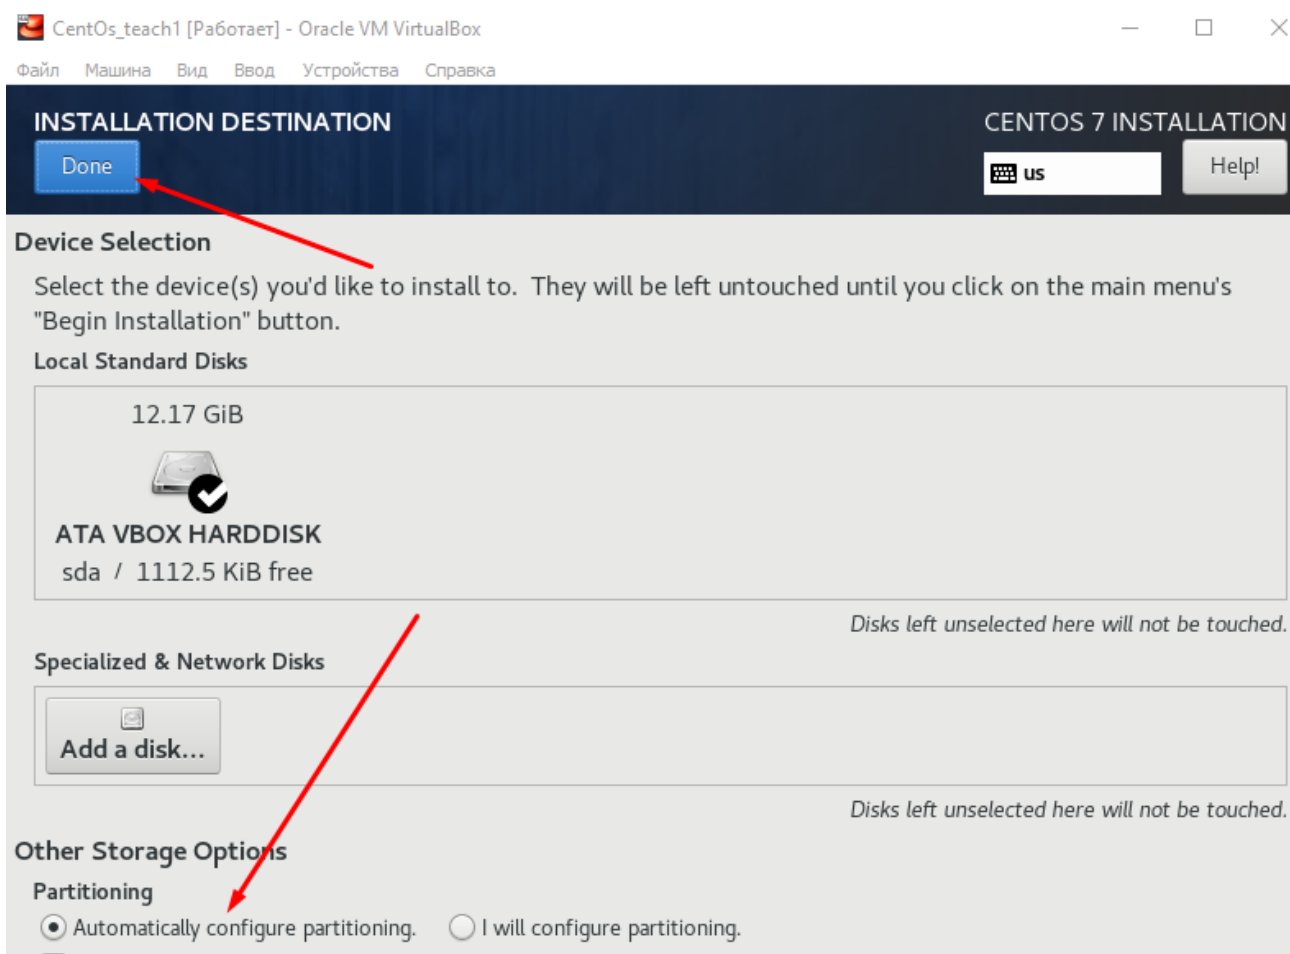 CentOs_teach1 [Работает] - Oracle VM VirtualBox
Файл Машина Вид Ввод Устройства Справка
INSTALLATION DESTINATION
CENTOS 7 INSTALLATION
Done
us
Help!
Device Selection
Select the device(s) you'd like to install to. They will be left untouched until you click on the main menu's
"Begin Installation" button.
Local Standard Disks
12.17 GiB
ATA VBOX HARDDISK
sda / 1112.5 KiB free
Disks left unselected here will not be touched.
Specialized & Network Disks
Add a disk...
Disks left unselected here will not be touched.
Other Storage Options
Partitioning
Automatically configure partitioning. I will configure partitioning.